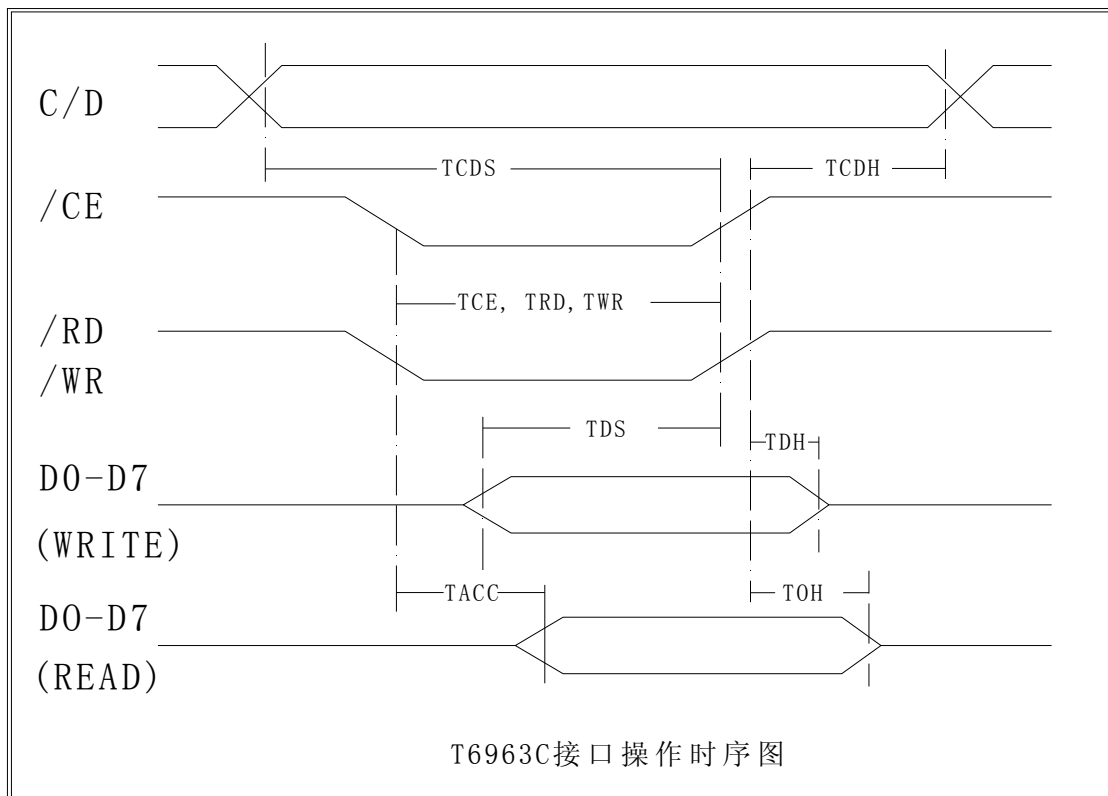 C/D
TCDS
TCDH
/CE
TCE, TRD,TWR
/RD
/WR
TDS
TDH
D0-D7
(WRITE)
TACC
TOH
D0-D7
(READ)
T6963C接口操作时序图